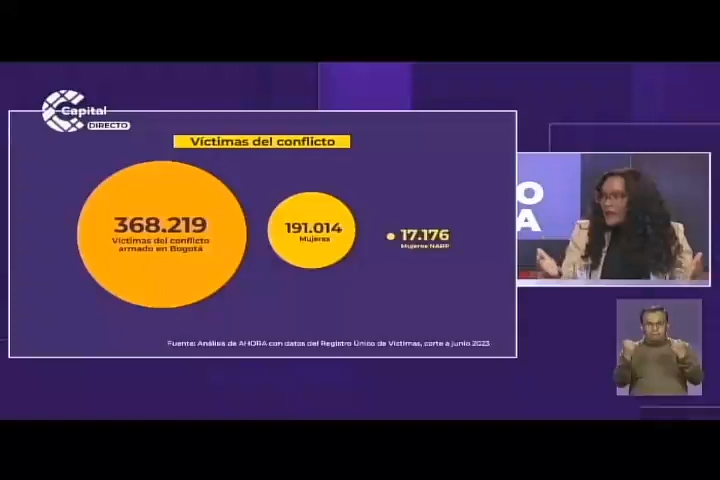 Capital
DIRECTO
Víctimas del conflicto
368.219
Víctimas del conflicto
armado en Bogotá
191.014
Mujeres
17.176
Mujeres NARP
O
A
Fuente: Análisis de AHORA con datos del Registro Único de Víctimas, corte a junio 2023